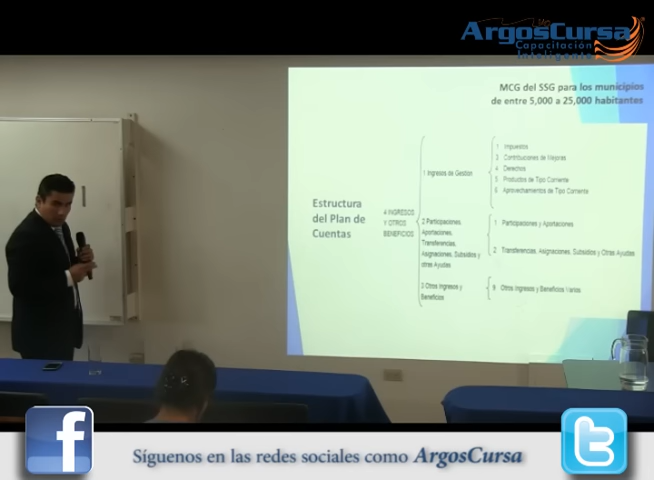 ArgosCursa
Capacitación
Inteligente
MCG del SSG para los municipios
de entre 5,000 a 25,000 habitantes
Estructura
del Plan de
Cuentas
4 INGRESOS
Y OTROS
BENEFICIOS
1 Ingresos de Gestión
1 Impuestos
3 Contribuciones de Mejoras
4 Derechos
5 Productos de Tipo Corriente
6 Aprovechamientos de Tipo Corriente
2 Participaciones,
Aportaciones,
Transferencias,
Asignaciones, Subsidios y
otras Ayudas
1 Participaciones y Aportaciones
2 Transferencias, Asignaciones, Subsidios y Otras Ayudas
3 Otros Ingresos y
Beneficios
9 Otros Ingresos y Beneficios Varios
f
Síguenos en las redes sociales como ArgosCursa
t